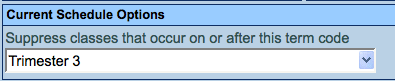 Current Schedule Options
Suppress classes that occur on or after this term code
Trimester 3